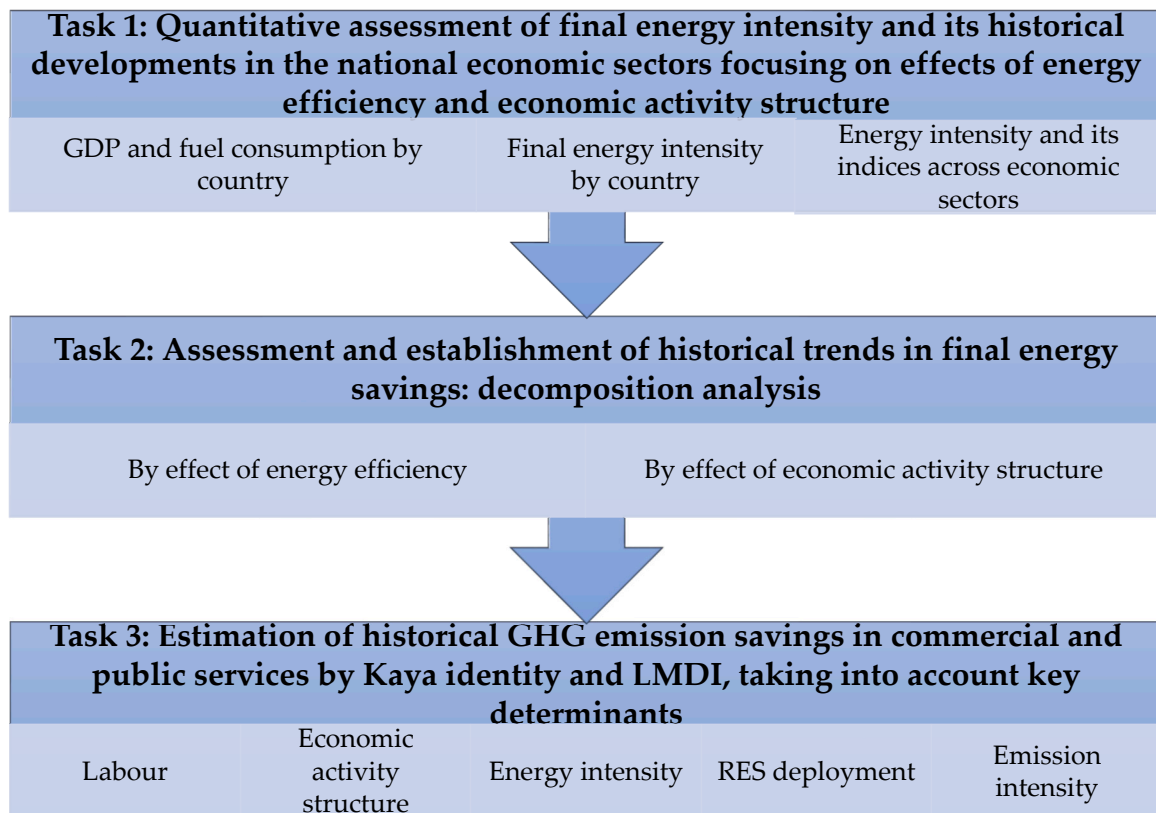 Task 1: Quantitative assessment of final energy intensity and its historical
developments in the national economic sectors focusing on effects of energy
efficiency and economic activity structure
GDP and fuel consumption by
country
Final energy intensity
by country
Energy intensity and its
indices across economic
sectors
Task 2: Assessment and establishment of historical trends in final energy
savings: decomposition analysis
By effect of energy efficiency
By effect of economic activity structure
Task 3: Estimation of historical GHG emission savings in commercial and
public services by Kaya identity and LMDI, taking into account key
determinants
Labour
Economic
activity
structure
Energy intensity
RES deployment
Emission
intensity